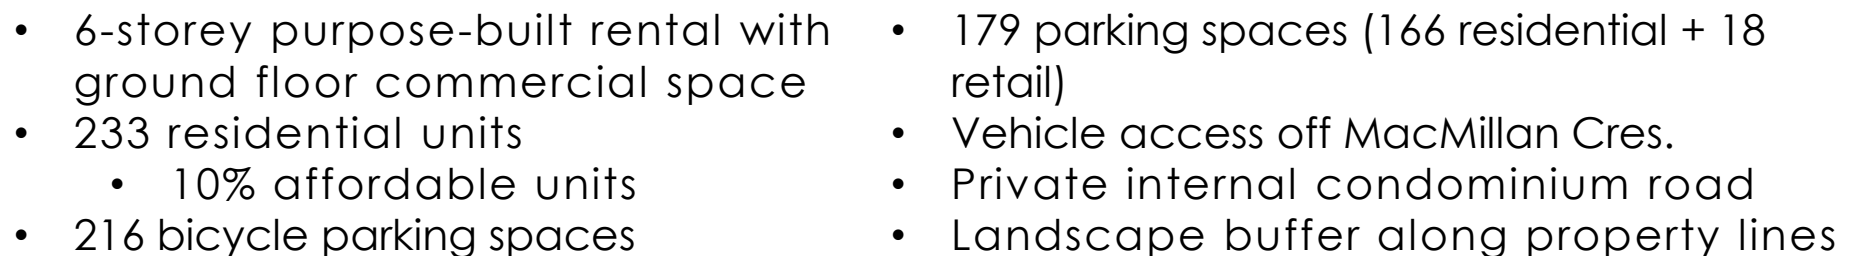 • 6-storey purpose-built rental with
ground floor commercial space
• 233 residential units
• 10% affordable units
• 216 bicycle parking spaces
• 179 parking spaces (166 residential + 18
retail)
• Vehicle access off MacMillan Cres.
• Private internal condominium road
• Landscape buffer along property lines